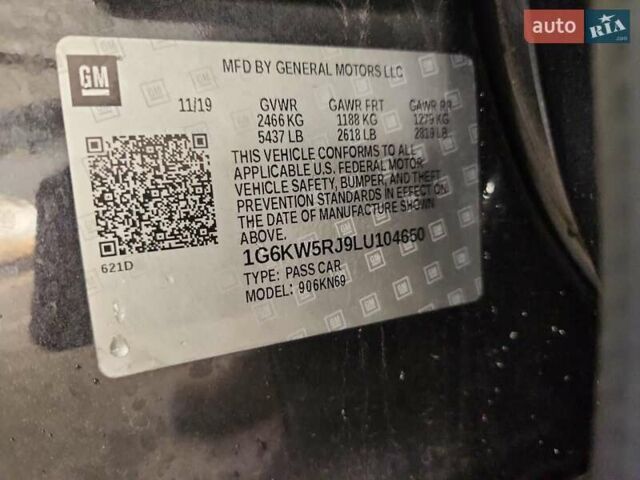 auto RIA
.com
GM
MFD BY GENERAL MOTORS LLC
11/19 GVWR GAWR FRT GAWR RR
2466 KG 1188 KG 1279 KG
5437 LB 2618 LB 2819 LB
THIS VEHICLE CONFORMS TO ALL
APPLICABLE U.S. FEDERAL MOTOR
VEHICLE SAFETY, BUMPER, AND THEFT
PREVENTION STANDARDS IN EFFECT ON
THE DATE OF MANUFACTURE SHOWN
ABOVE.
1G6KW5RJ9LU104650
621D
TYPE: PASS CAR
MODEL: 906KN69